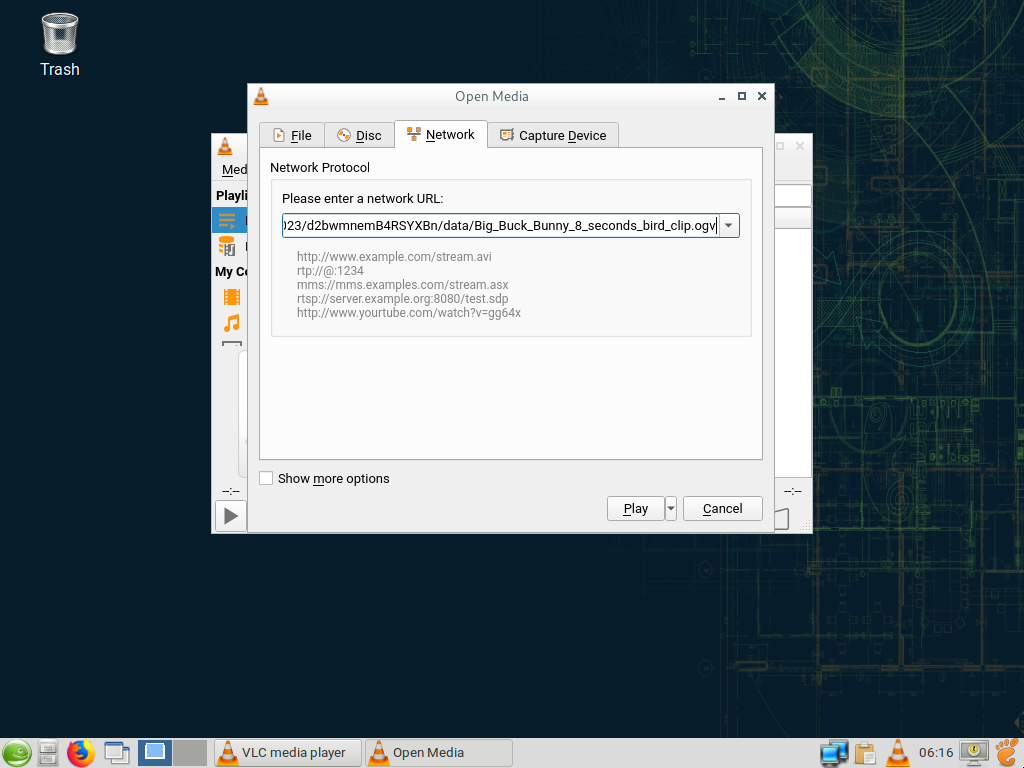 Trash
Open Media
File
Disc
Network
Capture Device
Med
Playli
My Co
Network Protocol
Please enter a network URL:
023/d2bwmnemB4RSYXBn/data/Big_Buck_Bunny_8_seconds_bird_clip.ogv
http://www.example.com/stream.avi
rtp://@:1234
mms://mms.examples.com/stream.asx
rtsp://server.example.org:8080/test.sdp
http://www.yourtube.com/watch?v=gg64x
Show more options
--:--
--:--
Play
Cancel
VLC media player
Open Media
06:16